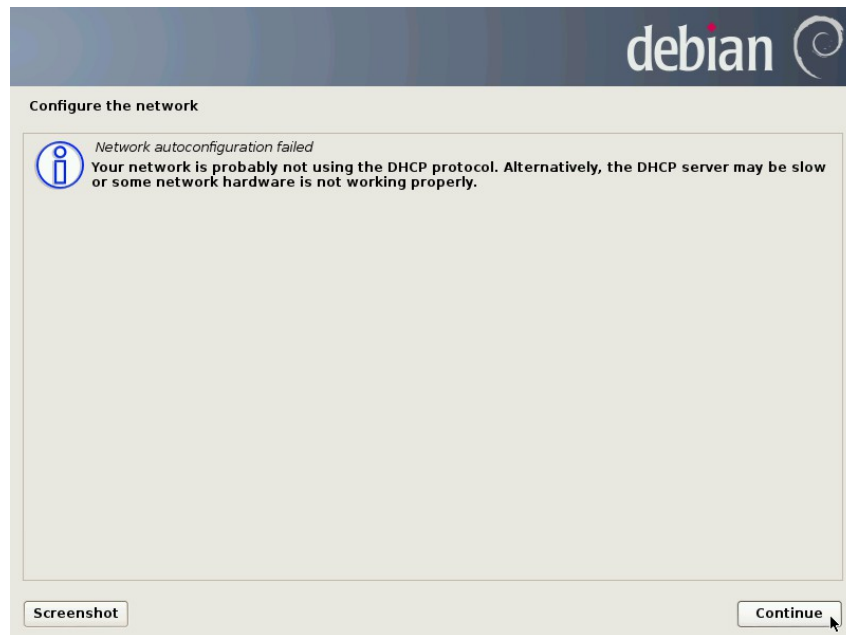 debian
Configure the network
Network autoconfiguration failed
Your network is probably not using the DHCP protocol. Alternatively, the DHCP server may be slow
or some network hardware is not working properly.
Screenshot
Continue